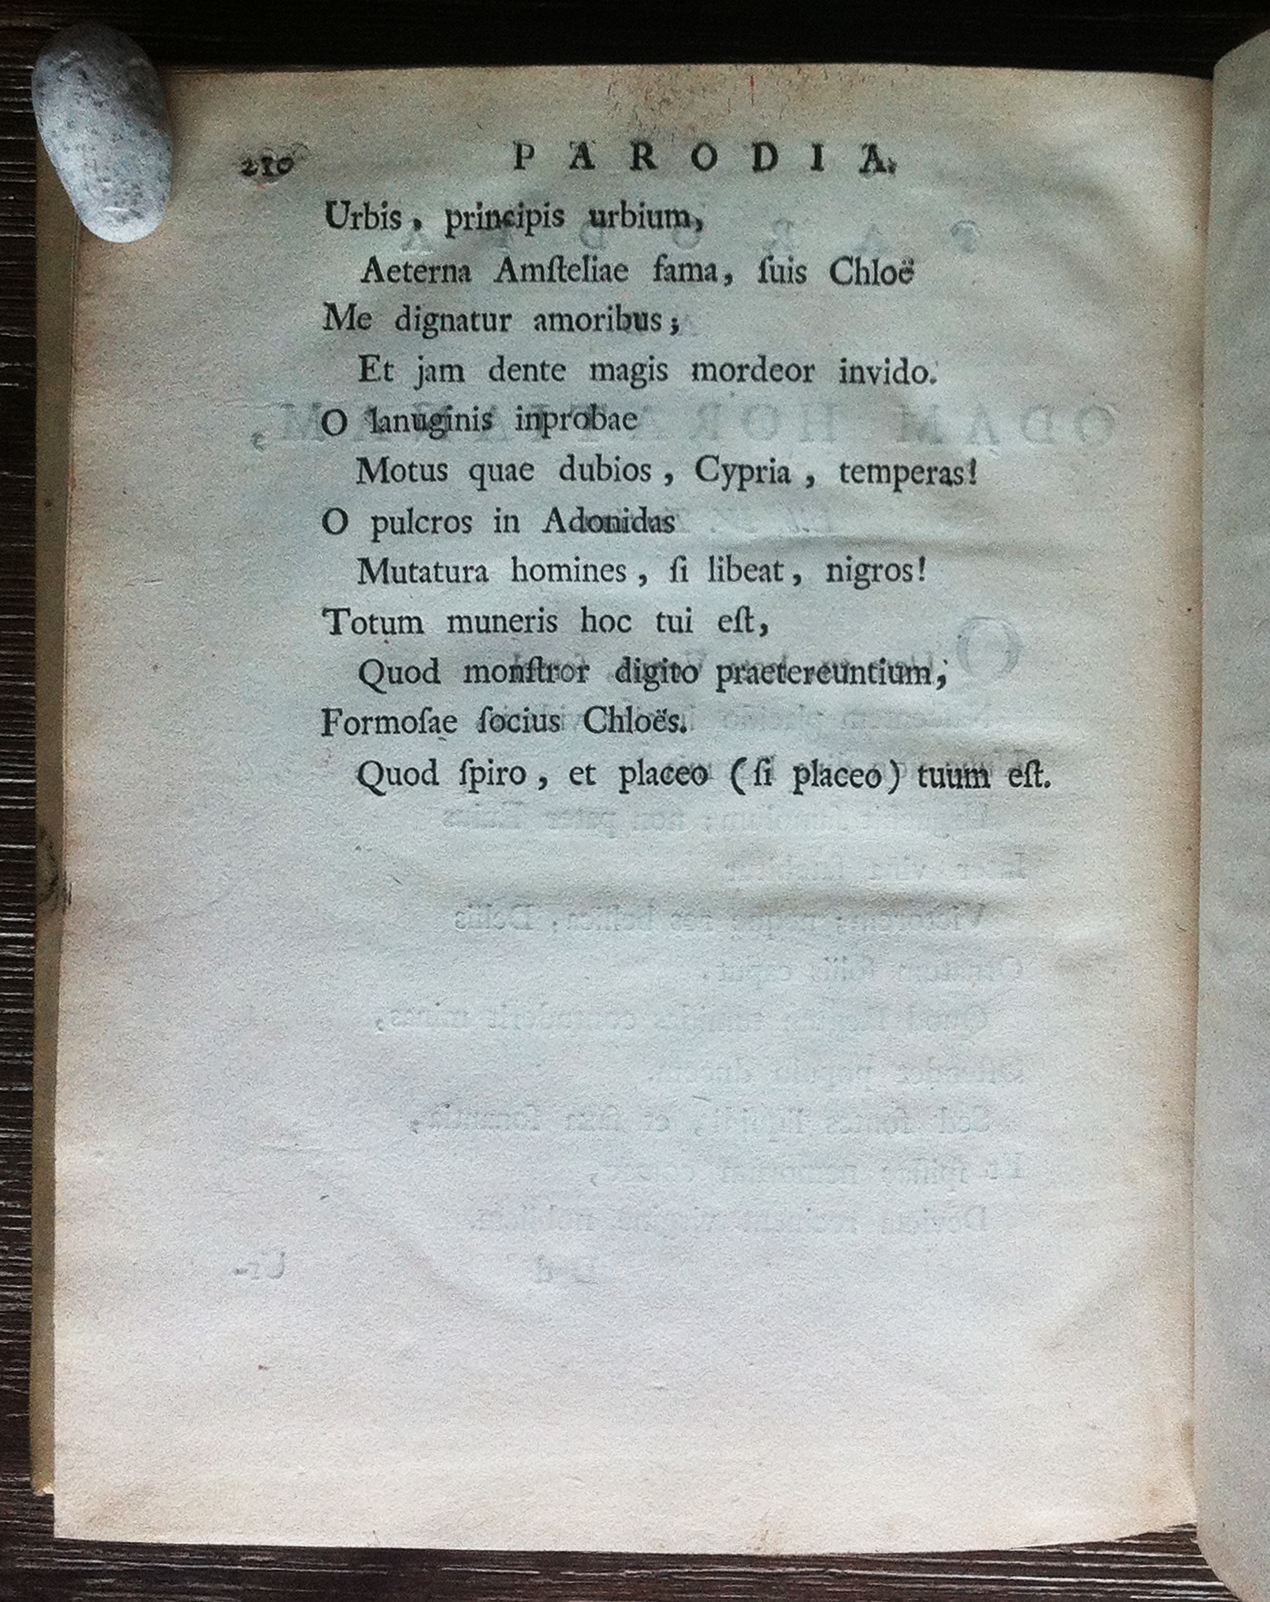 210 PARODIA.
Urbis, principis urbium,
Aeterna Amſteliae fama, ſuis Chloë
Me dignatur amoribus;
Et jam dente magis mordeor invido.
O lanuginis inprobae
Motus quae dubios, Cypria, temperas!
O pulcros in Adonidas
Mutatura homines, ſi libeat, nigros!
Totum muneris hoc tui eſt,
Quod monſtror digito praetereuntium,
Formoſae ſocius Chloës.
Quod ſpiro, et placeo (ſi placeo) tuum eſt.